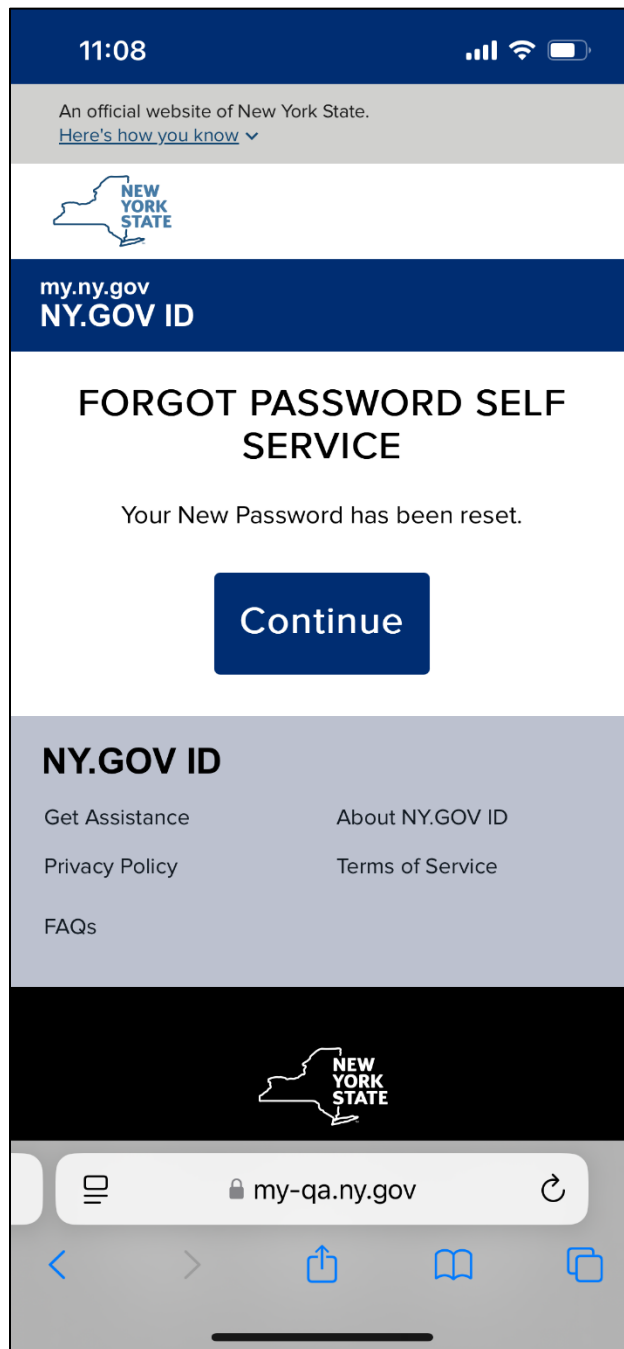 11:08
An official website of New York State.
Here's how you know
NEW
YORK
STATE
my.ny.gov
NY.GOV ID
FORGOT PASSWORD SELF
SERVICE
Your New Password has been reset.
Continue
NY.GOV ID
Get Assistance
About NY.GOV ID
Privacy Policy
Terms of Service
FAQs
NEW
YORK
STATE
my-qa.ny.gov